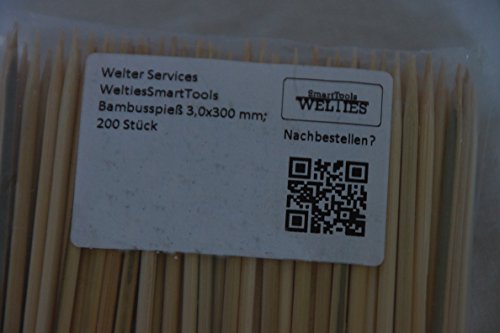 Welter Services
WeltiesSmartTools
Bambusspieß 3,0x300 mm;
200 Stück
SmartTools
WELTIES
Nachbestellen?